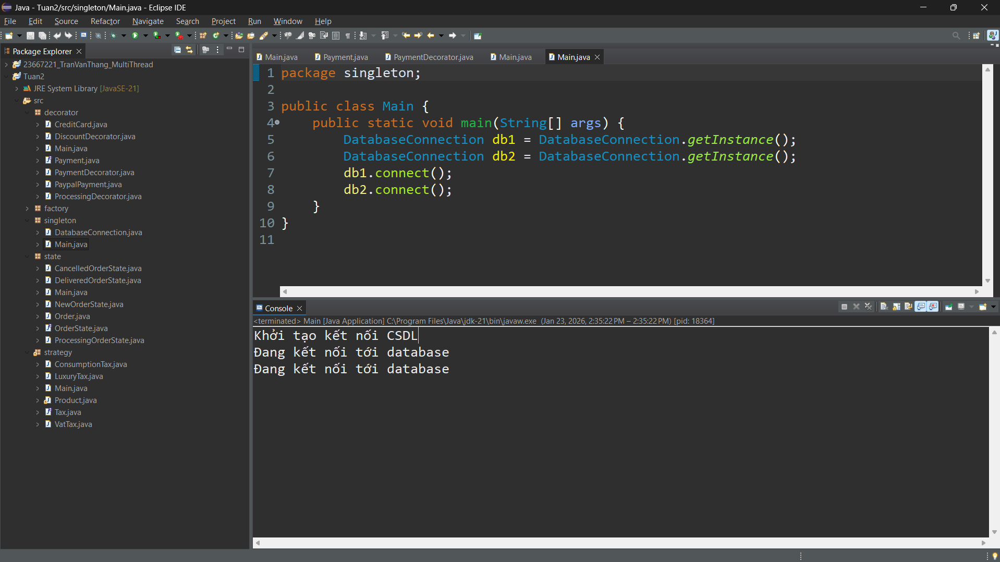 Java - Tuan2/src/singleton/Main.java - Eclipse IDE
File Edit Source Refactor Navigate Search Project Run Window Help
Package Explorer
23667221_TranVanThang_MultiThread
Tuan2
JRE System Library [JavaSE-21]
src
decorator
CreditCard.java
DiscountDecorator.java
Main.java
Payment.java
PaymentDecorator.java
PaypalPayment.java
ProcessingDecorator.java
factory
singleton
DatabaseConnection.java
Main.java
state
CancelledOrderState.java
DeliveredOrderState.java
Main.java
NewOrderState.java
Order.java
OrderState.java
ProcessingOrderState.java
strategy
ConsumptionTax.java
LuxuryTax.java
Main.java
Product.java
Tax.java
VatTax.java
Main.java Payment.java PaymentDecorator.java Main.java Main.java
1 package singleton;
2
3 public class Main {
4 public static void main(String[] args) {
5 DatabaseConnection db1 = DatabaseConnection.getInstance();
6 DatabaseConnection db2 = DatabaseConnection.getInstance();
7 db1.connect();
8 db2.connect();
9 }
10 }
11
Console
<terminated> Main [Java Application] C:\Program Files\Java\jdk-21\bin\javaw.exe (Jan 23, 2026, 2:35:22 PM – 2:35:22 PM) [pid: 18364]
Khởi tạo kết nối CSDL
Đang kết nối tới database
Đang kết nối tới database